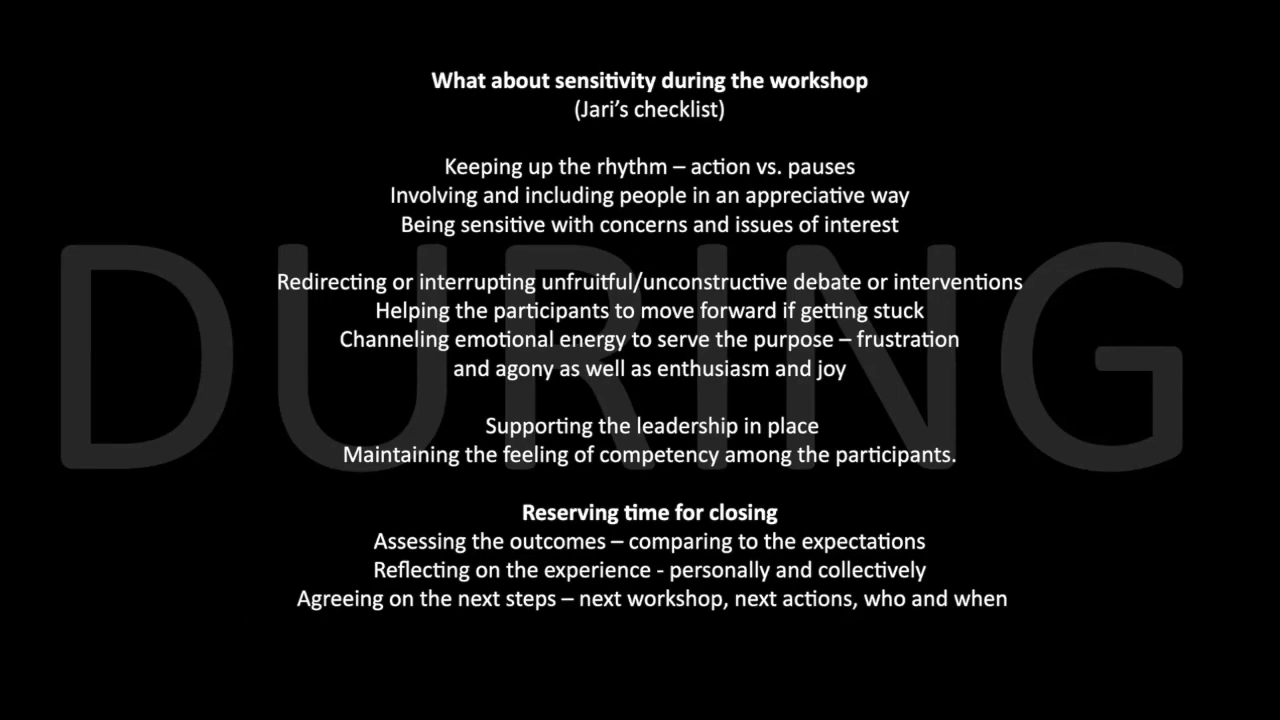 What about sensitivity during the workshop
(Jari's checklist)
Keeping up the rhythm – action vs. pauses
Involving and including people in an appreciative way
Being sensitive with concerns and issues of interest
DURING
Redirecting or interrupting unfruitful/unconstructive debate or interventions
Helping the participants to move forward if getting stuck
Channeling emotional energy to serve the purpose – frustration
and agony as well as enthusiasm and joy
Supporting the leadership in place
Maintaining the feeling of competency among the participants.
Reserving time for closing
Assessing the outcomes – comparing to the expectations
Reflecting on the experience - personally and collectively
Agreeing on the next steps – next workshop, next actions, who and when